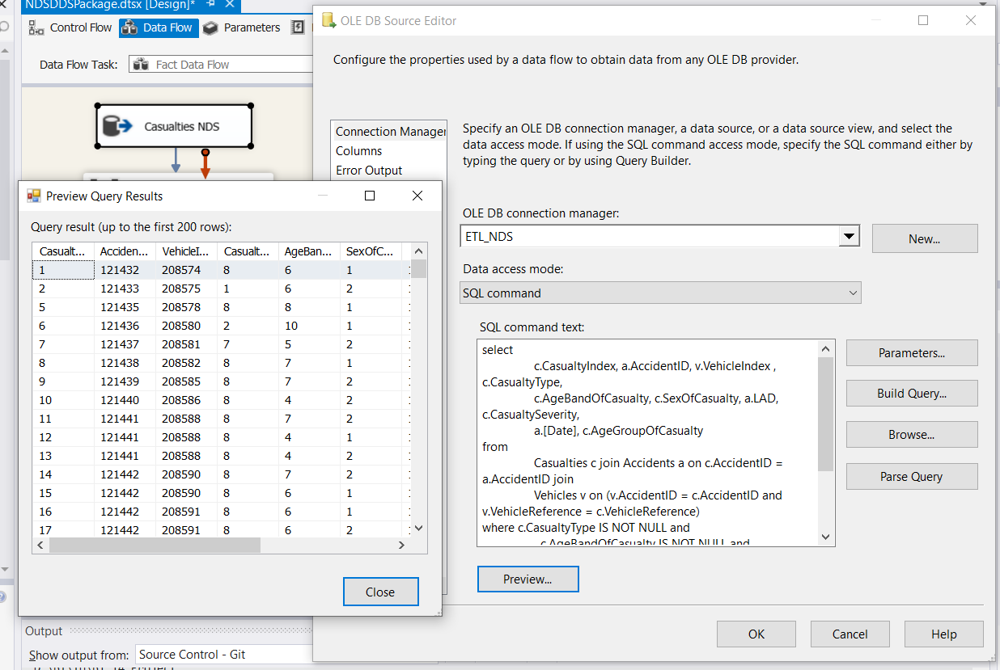 NDSDDSPackage.dtsx [Design]*
Control Flow
Data Flow
Parameters
Data Flow Task:
Fact Data Flow
Casualties NDS
OLE DB Source Editor
Configure the properties used by a data flow to obtain data from any OLE DB provider.
Connection Manager
Columns
Error Output
Specify an OLE DB connection manager, a data source, or a data source view, and select the
data access mode. If using the SQL command access mode, specify the SQL command either by
typing the query or by using Query Builder.
OLE DB connection manager:
ETL_NDS
New...
Data access mode:
SQL command
SQL command text:
select
c.CasualtyIndex, a.AccidentID, v.VehicleIndex ,
c.CasualtyType,
c.AgeBandOfCasualty, c.SexOfCasualty, a.LAD,
c.CasualtySeverity,
a.[Date], c.AgeGroupOfCasualty
from
Casualties c join Accidents a on c.AccidentID =
a.AccidentID join
Vehicles v on (v.AccidentID = c.AccidentID and
v.VehicleReference = c.VehicleReference)
where c.CasualtyType IS NOT NULL and
c.AgeBandOfCasualty IS NOT NULL and
Parameters...
Build Query...
Browse...
Parse Query
Preview...
OK
Cancel
Help
Preview Query Results
Query result (up to the first 200 rows):
Casualt... Acciden... VehicleI... Casualt... AgeBan... SexOfC...
1 121432 208574 8 6 1
2 121433 208575 1 6 2
5 121435 208578 8 8 1
6 121436 208580 2 10 1
7 121437 208581 7 5 2
8 121438 208582 8 7 1
9 121439 208585 8 7 2
10 121440 208586 8 4 2
11 121441 208588 8 7 2
12 121441 208588 8 4 1
13 121441 208588 8 4 2
14 121442 208590 8 7 2
15 121442 208590 8 6 1
16 121442 208591 8 6 1
17 121442 208591 8 6 2
Close
Output
Show output from:
Source Control - Git